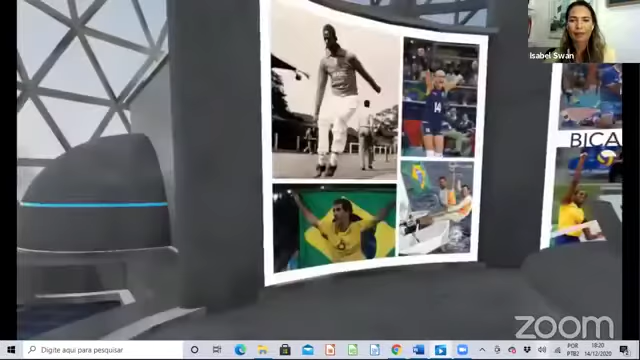 Isabel Swan
14
BICA
zoom
Digite aqui para pesquisar
POR
PTB2
18:20
14/12/2020